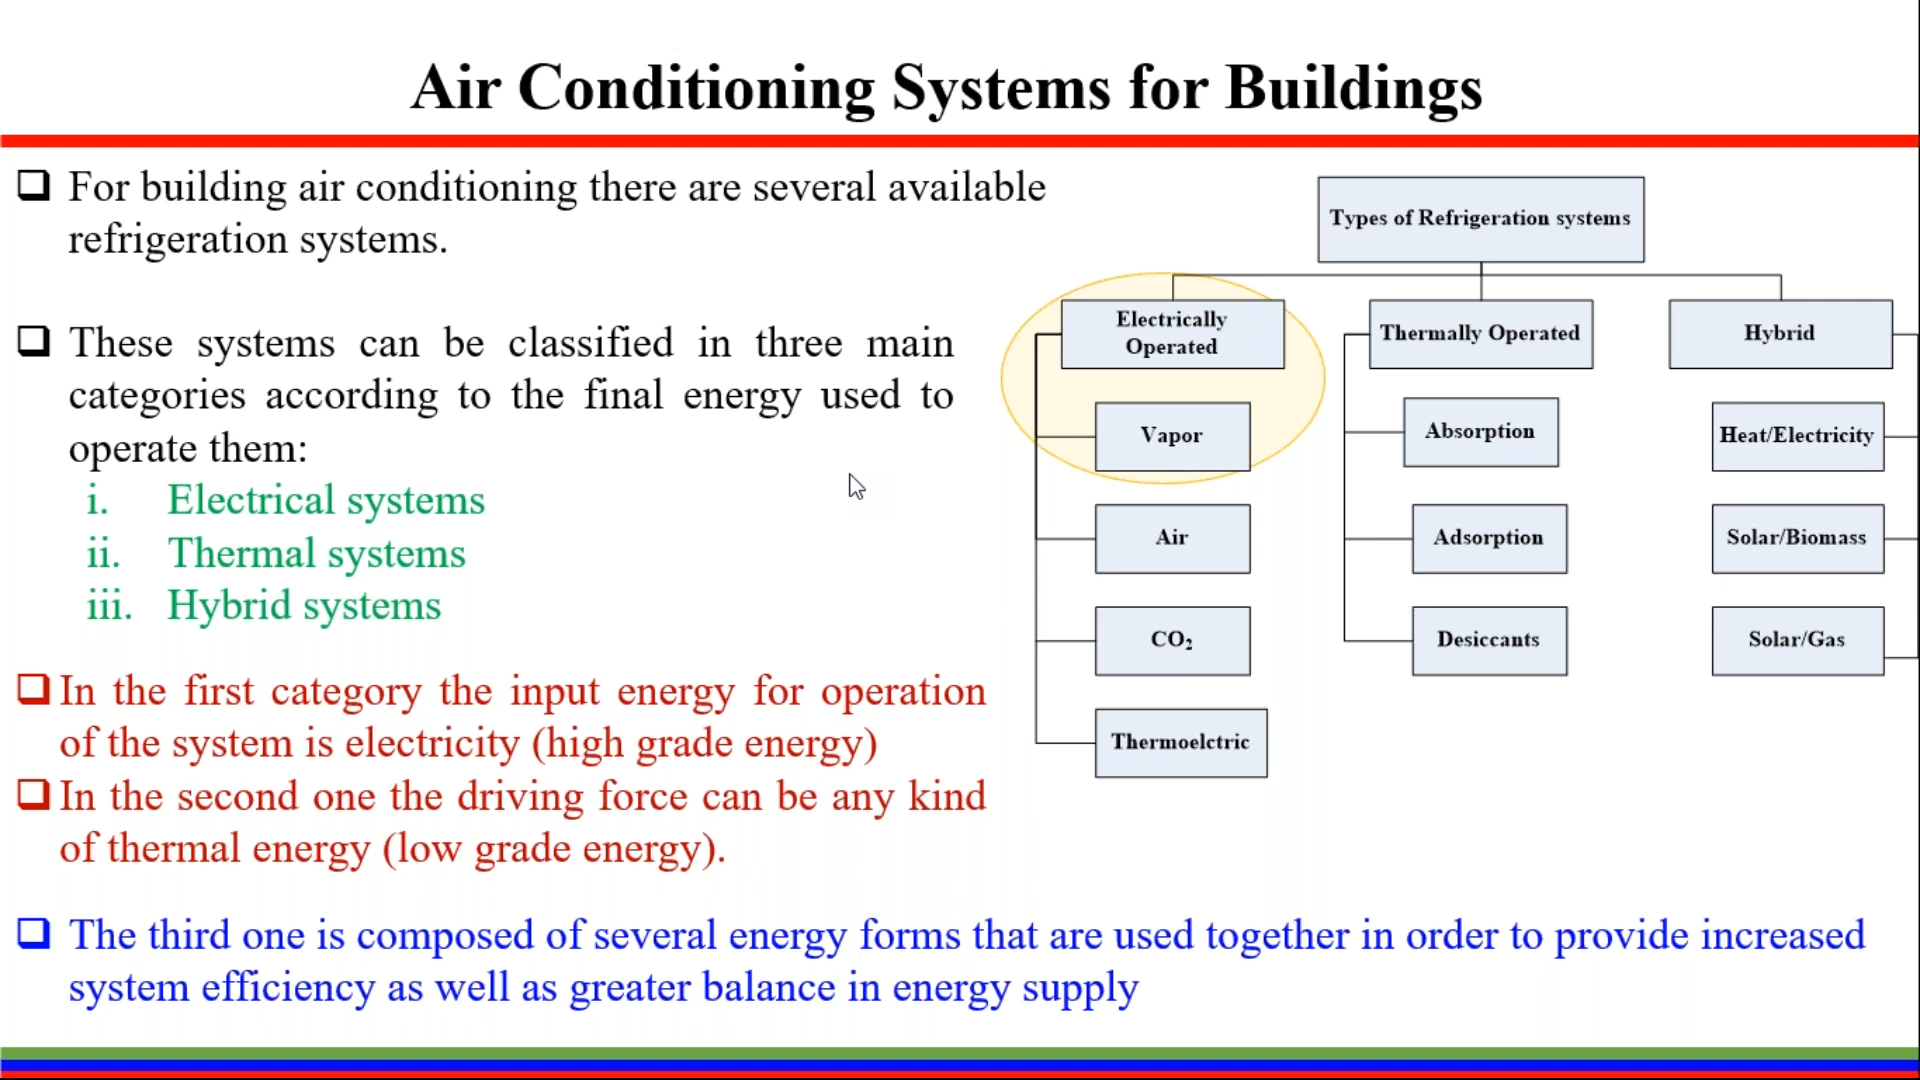 Air Conditioning Systems for Buildings
For building air conditioning there are several available
refrigeration systems.
These systems can be classified in three main
categories according to the final energy used to
operate them:
i. Electrical systems
ii. Thermal systems
iii. Hybrid systems
In the first category the input energy for operation
of the system is electricity (high grade energy)
In the second one the driving force can be any kind
of thermal energy (low grade energy).
The third one is composed of several energy forms that are used together in order to provide increased
system efficiency as well as greater balance in energy supply
Types of Refrigeration systems
Electrically
Operated
Vapor
Air
CO₂
Thermoelctric
Thermally Operated
Absorption
Adsorption
Desiccants
Hybrid
Heat/Electricity
Solar/Biomass
Solar/Gas